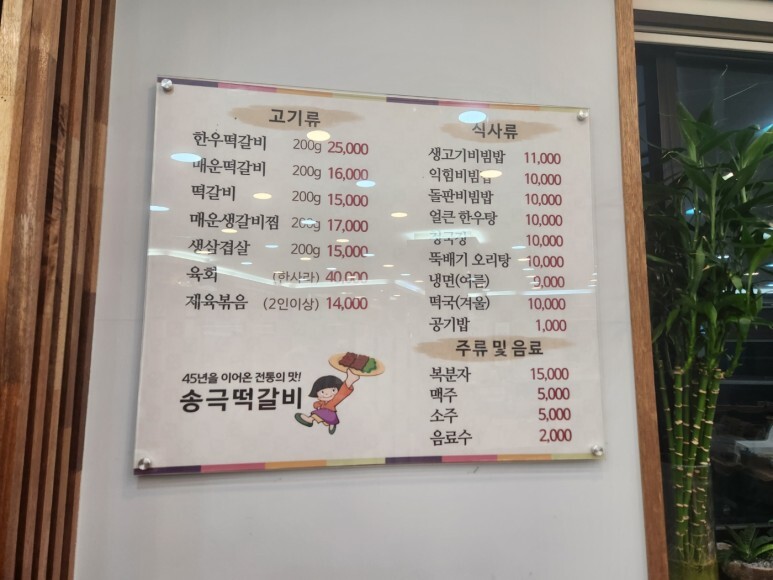 고기류
한우떡갈비 200g 25,000
매운떡갈비 200g 16,000
떡갈비 200g 15,000
매운생갈비찜 200g 17,000
생삼겹살 200g 15,000
육회 (한사라) 40,000
제육볶음 (2인이상) 14,000
45년을 이어온 전통의 맛!
송극떡갈비
식사류
생고기비빔밥 11,000
익힘비빔밥 10,000
돌판비빔밥 10,000
얼큰 한우탕 10,000
청국장 10,000
뚝배기 오리탕 10,000
냉면(여름) 9,000
떡국(겨울) 10,000
공기밥 1,000
주류 및 음료
복분자 15,000
맥주 5,000
소주 5,000
음료수 2,000